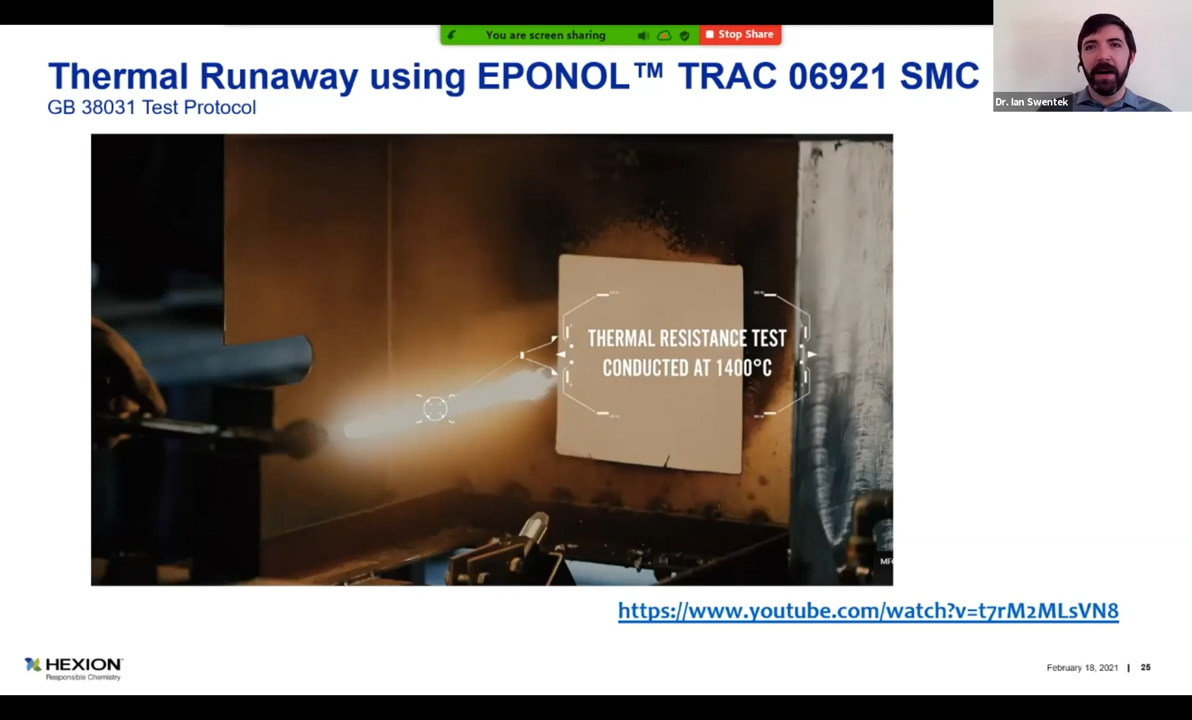 You are screen sharing
Stop Share
Thermal Runaway using EPONOL™ TRAC 06921 SMC
GB 38031 Test Protocol
Dr. Ian Swentek
THERMAL RESISTANCE TEST
CONDUCTED AT 1400°C
https://www.youtube.com/watch?v=t7rM2MLsVN8
HEXION
Responsible Chemistry
February 18, 2021 | 25